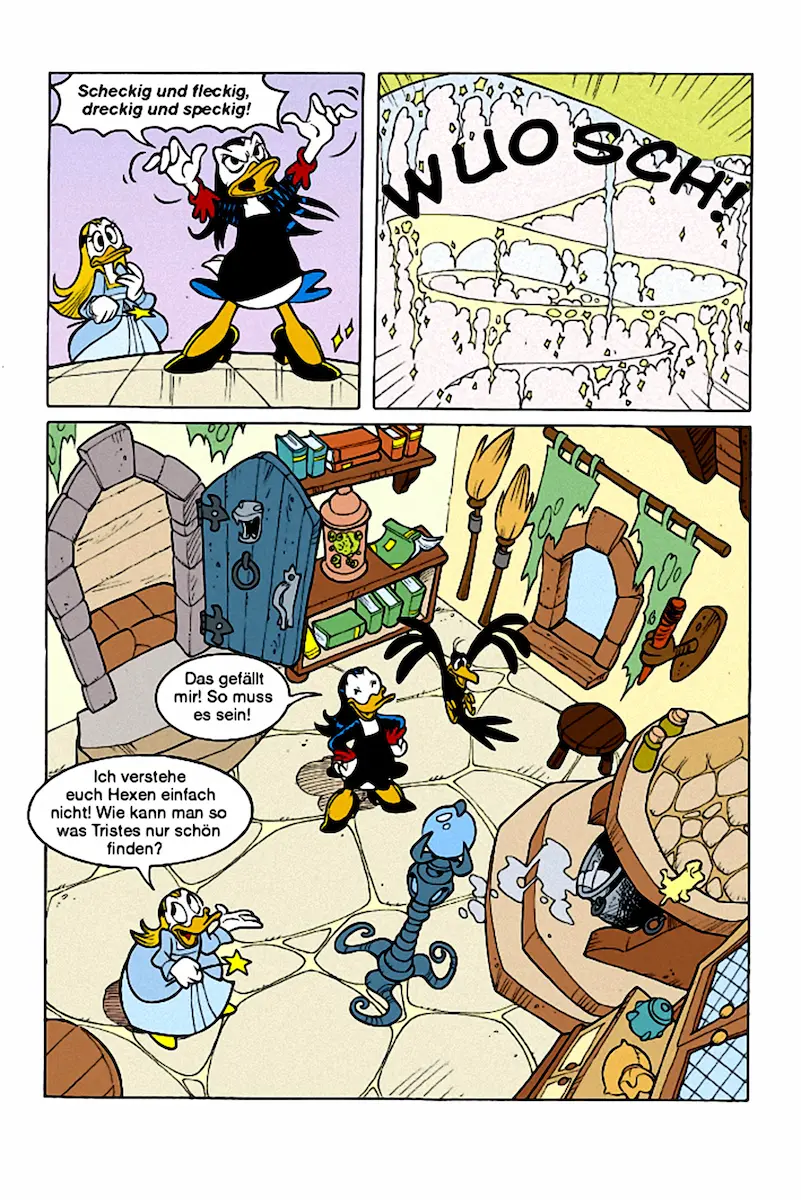 Scheckig und fleckig,
dreckig und speckig!
WUOSCH!
Das gefällt
mir! So muss
es sein!
Ich verstehe
euch Hexen einfach
nicht! Wie kann man so
was Tristes nur schön
finden?